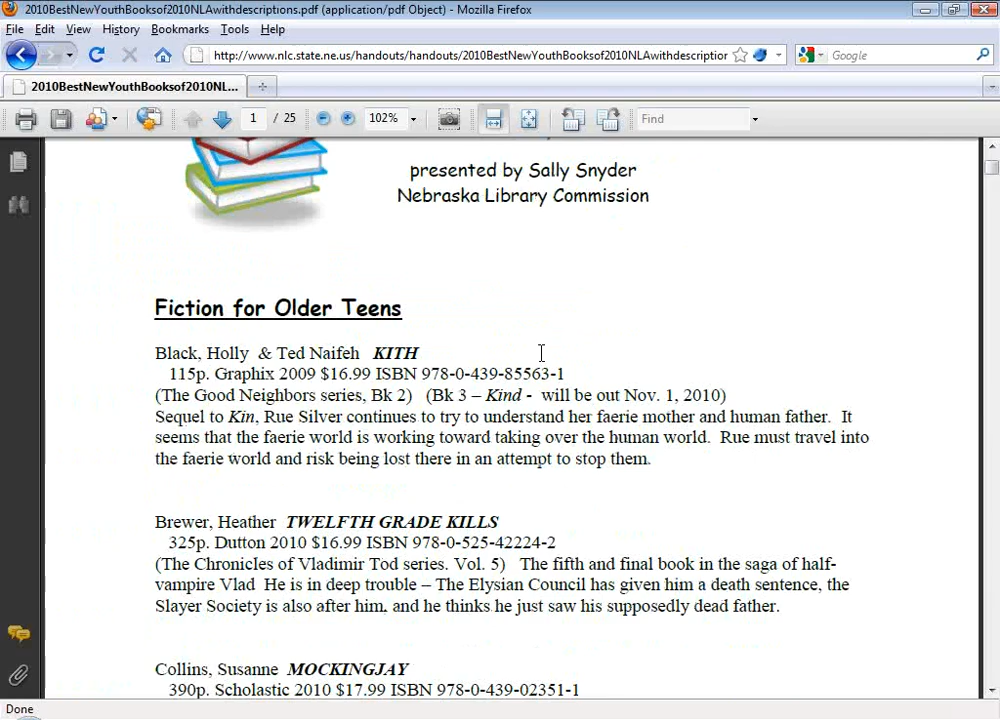 2010BestNewYouthBooksof2010NLAwithdescriptions.pdf (application/pdf Object) - Mozilla Firefox
File Edit View History Bookmarks Tools Help
http://www.nlc.state.ne.us/handouts/handouts/2010BestNewYouthBooksof2010NLAwithdescription
Google
2010BestNewYouthBooksof2010NL...
1 / 25 102% Find
presented by Sally Snyder
Nebraska Library Commission
Fiction for Older Teens
Black, Holly & Ted Naifeh KITH
115p. Graphix 2009 $16.99 ISBN 978-0-439-85563-1
(The Good Neighbors series, Bk 2) (Bk 3 – Kind - will be out Nov. 1, 2010)
Sequel to Kin, Rue Silver continues to try to understand her faerie mother and human father. It
seems that the faerie world is working toward taking over the human world. Rue must travel into
the faerie world and risk being lost there in an attempt to stop them.
Brewer, Heather TWELFTH GRADE KILLS
325p. Dutton 2010 $16.99 ISBN 978-0-525-42224-2
(The Chronicles of Vladimir Tod series. Vol. 5) The fifth and final book in the saga of half-
vampire Vlad He is in deep trouble – The Elysian Council has given him a death sentence, the
Slayer Society is also after him, and he thinks he just saw his supposedly dead father.
Collins, Susanne MOCKINGJAY
390p. Scholastic 2010 $17.99 ISBN 978-0-439-02351-1
Done